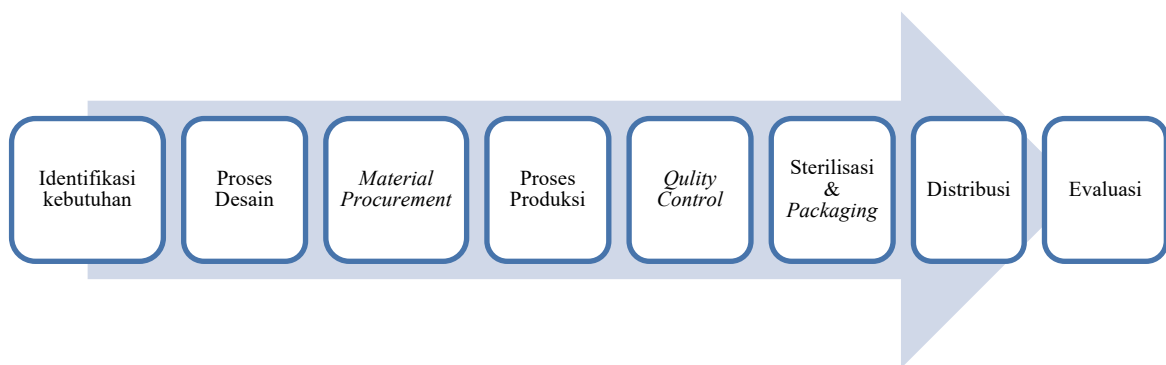 Identifikasi
kebutuhan
Proses
Desain
Material
Procurement
Proses
Produksi
Qulity
Control
Sterilisasi
&
Packaging
Distribusi
Evaluasi